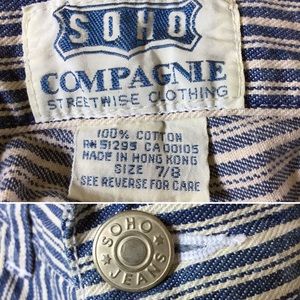 SOHO
COMPAGNIE
STREETWISE CLOTHING
100% COTTON
RN 51295 CA 00105
MADE IN HONG KONG
SIZE 7/8
SEE REVERSE FOR CARE
SOHO
JEANS